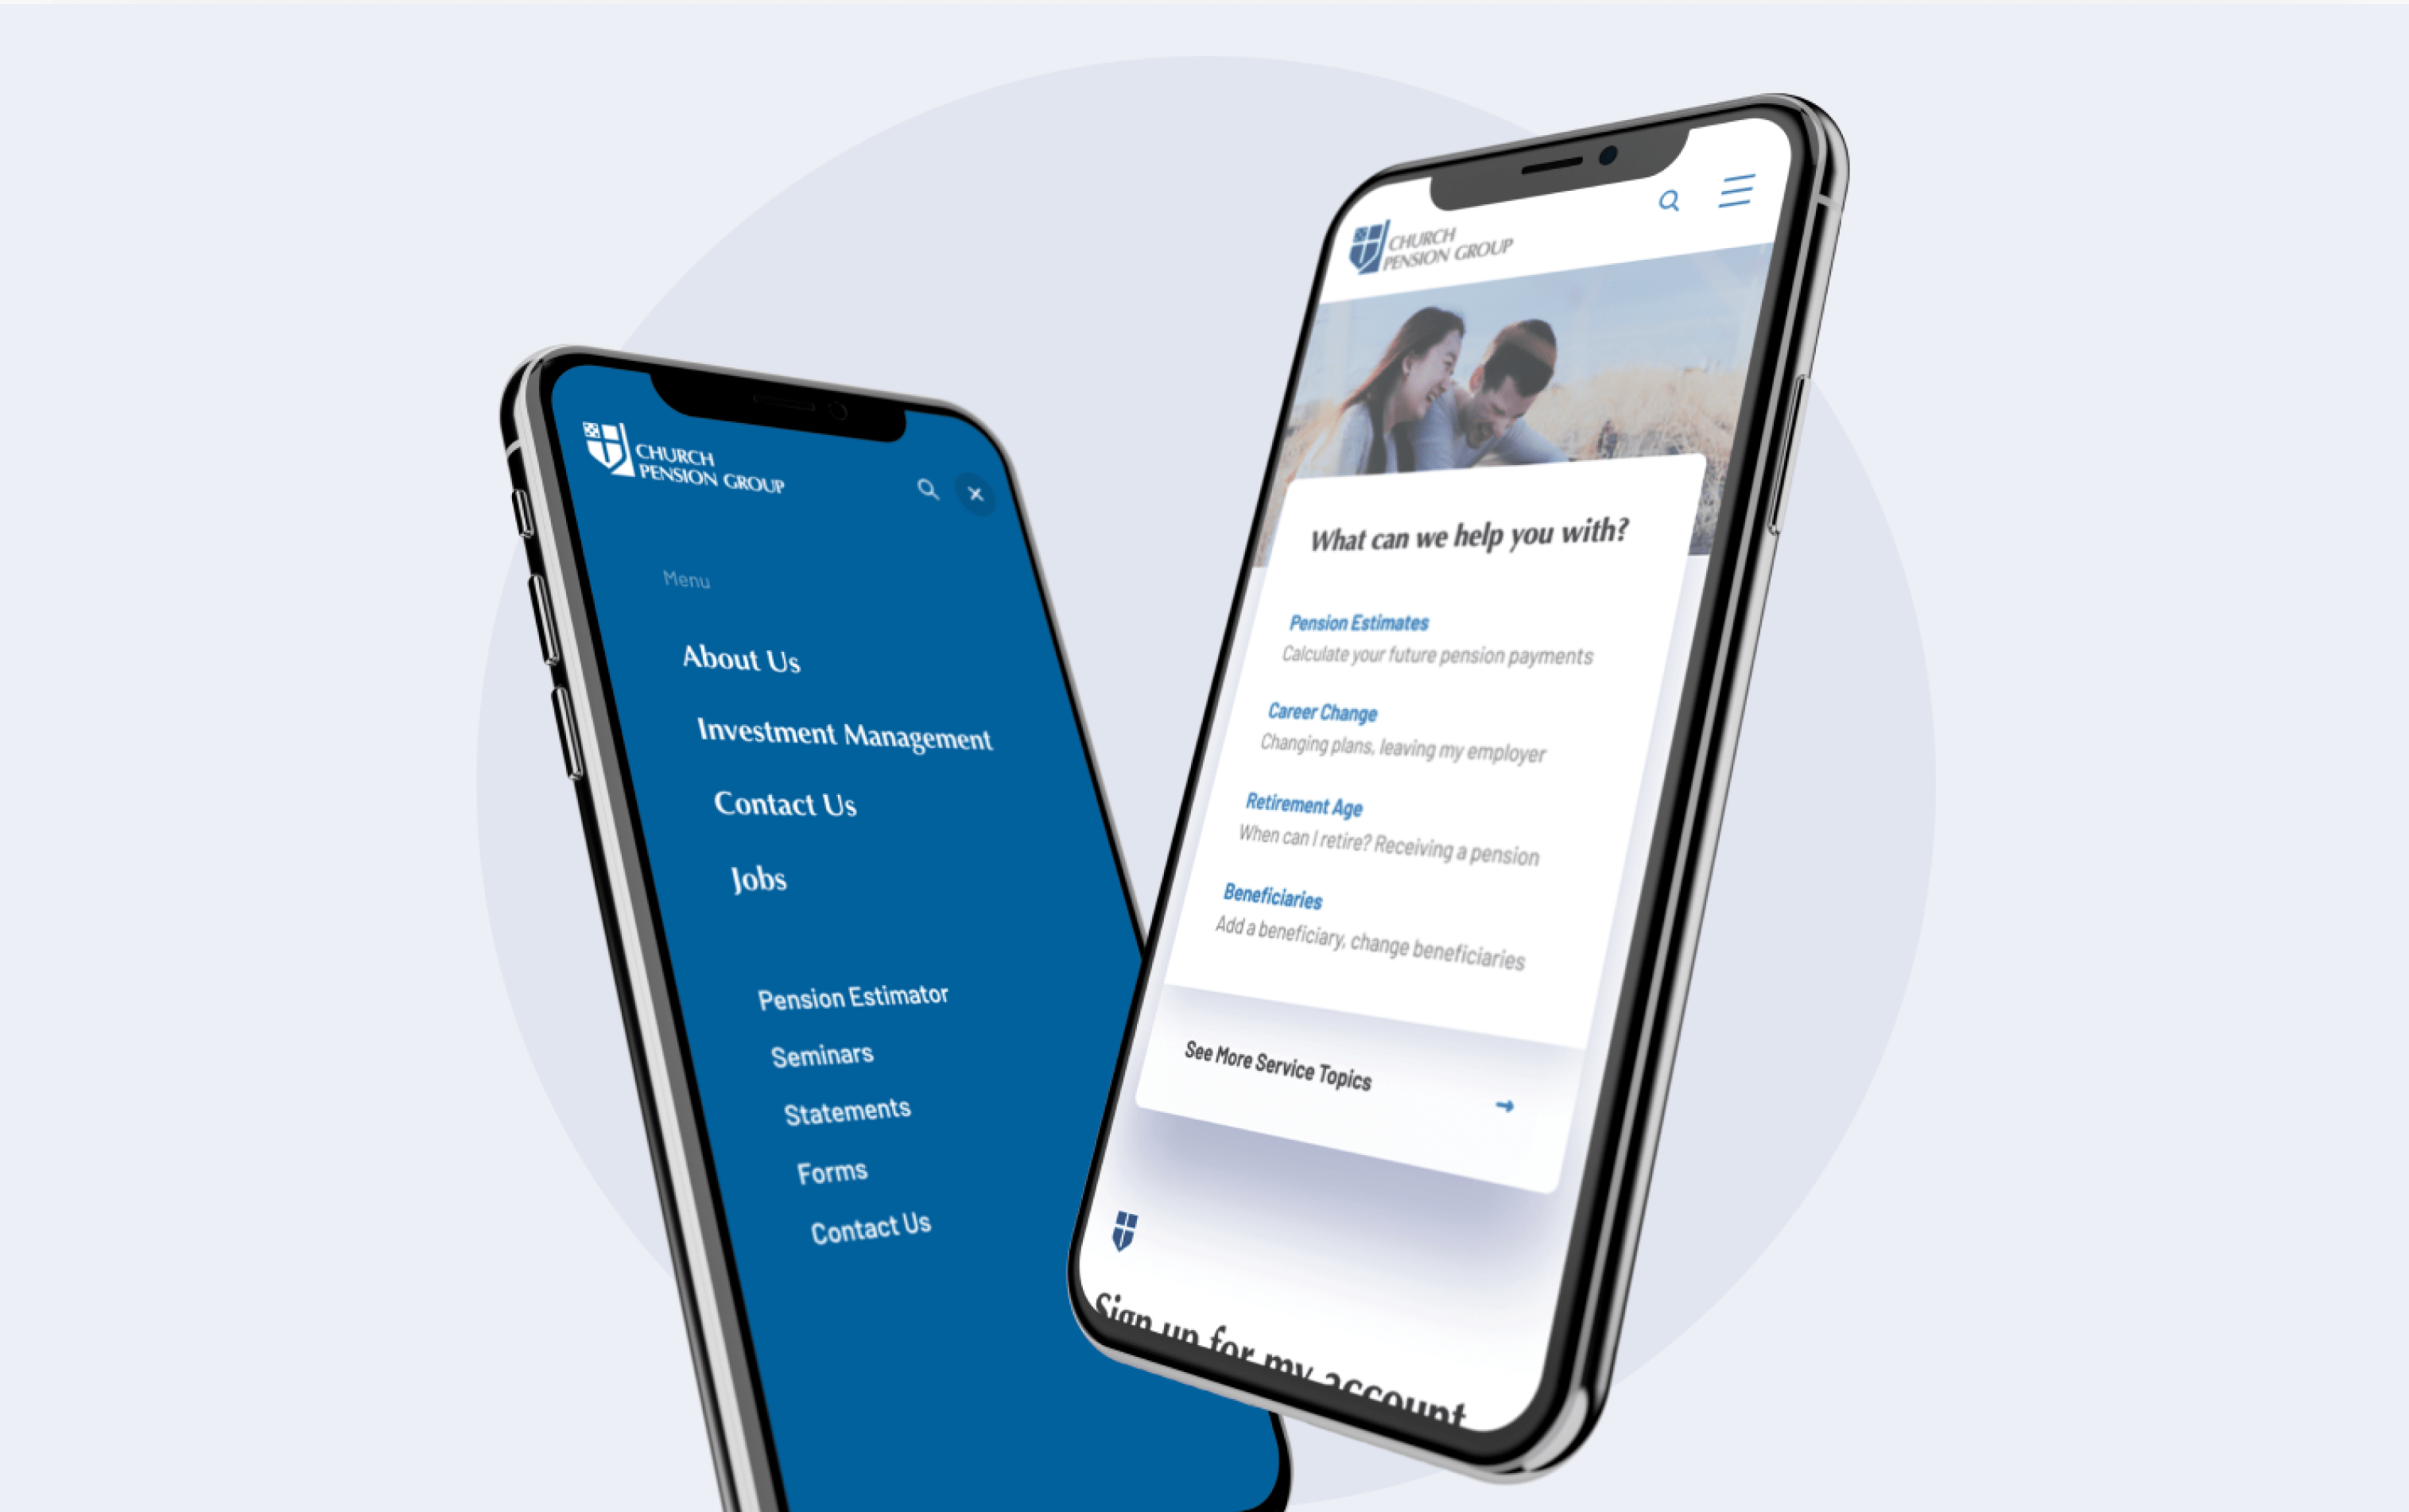 CHURCH
PENSION GROUP
Menu
About Us
Investment Management
Contact Us
Jobs
Pension Estimator
Seminars
Statements
Forms
Contact Us
CHURCH
PENSION GROUP
What can we help you with?
Pension Estimates
Calculate your future pension payments
Career Change
Changing plans, leaving my employer
Retirement Age
When can I retire? Receiving a pension
Beneficiaries
Add a beneficiary, change beneficiaries
See More Service Topics
Sign up for my account